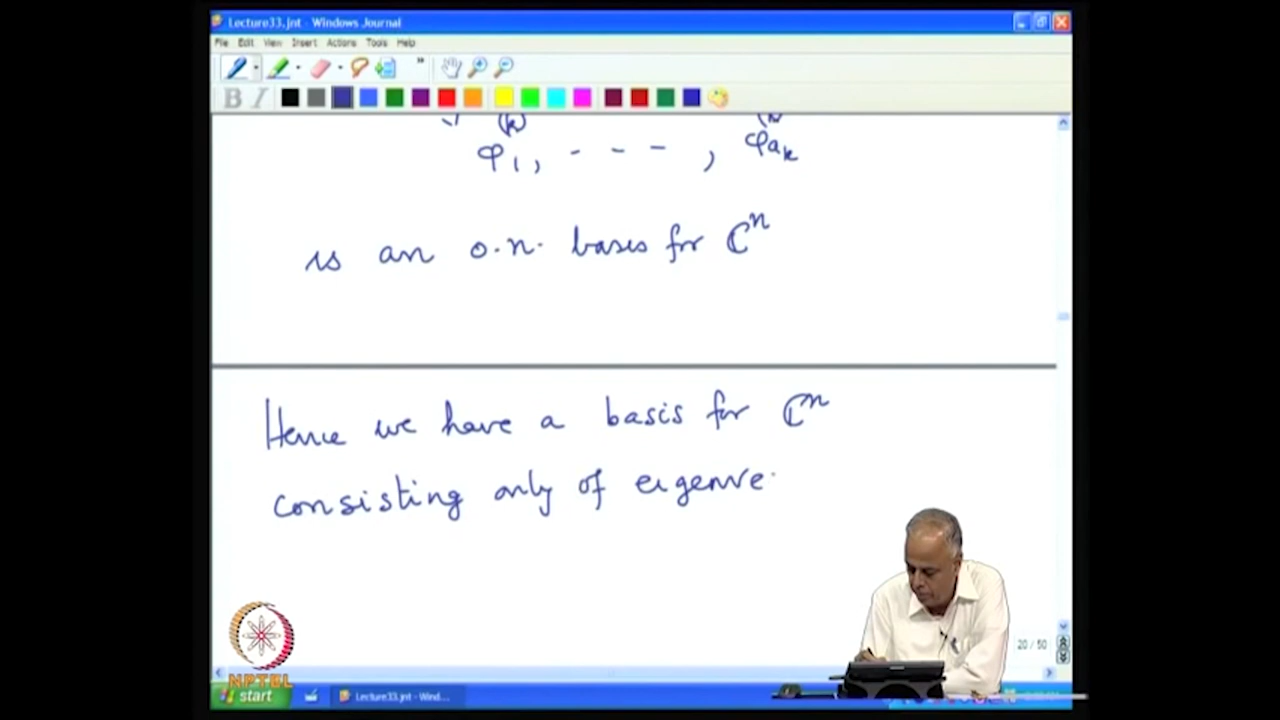 Lecture33.jnt - Windows Journal
File Edit View Insert Actions Tools Help
B I
(k)
φ1, - - - , φak
is an o.n. basis for ℂⁿ
Hence we have a basis for ℂⁿ
consisting only of eigenve
20 / 50
NPTEL
start Lecture33.jnt - Wind...